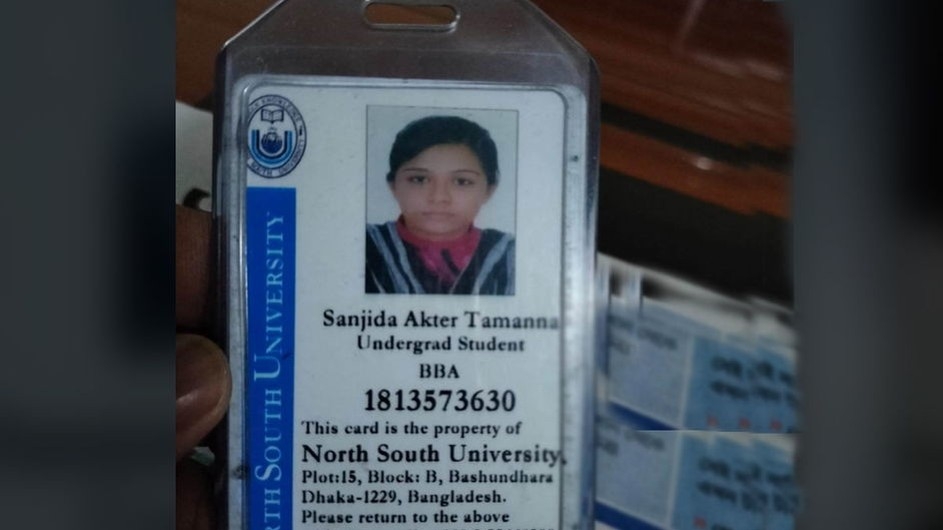 NORTH SOUTH UNIVERSITY
Sanjida Akter Tamanna
Undergrad Student
BBA
1813573630
This card is the property of
North South University.
Plot:15, Block: B, Bashundhara
Dhaka-1229, Bangladesh.
Please return to the above